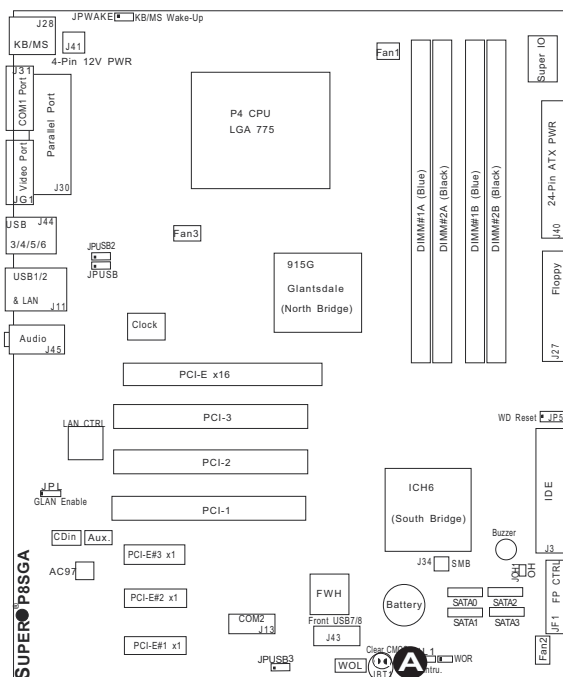 JPWAKE KB/MS Wake-Up
J28
KB/MS
J41
4-Pin 12V PWR
Fan1
Super IO
J31
COM1 Port
Parallel Port
J30
Video Port
JG1
P4 CPU
LGA 775
DIMM#1A (Blue)
DIMM#2A (Black)
DIMM#1B (Blue)
DIMM#2B (Black)
24-Pin ATX PWR
J40
USB J44
3/4/5/6
Fan3
JPUSB2
JPUSB
USB1/2
& LAN J11
915G
Glantsdale
(North Bridge)
Floppy
J27
Audio
J45
Clock
PCI-E x16
LAN CTRL
PCI-3
WD Reset JP5
PCI-2
JPL
GLAN Enable
PCI-1
ICH6
(South Bridge)
IDE
J3
CDin Aux.
Buzzer
PCI-E#3 x1
AC97
J34 SMB
JOH1
OH
FP CTRL
JF1
PCI-E#2 x1
FWH
Battery
SATA0 SATA2
SATA1 SATA3
COM2
J13
Front USB7/8
J43
PCI-E#1 x1
Fan2
JPUSB3
WOL
Clear CMOS
JBT1
A
WOR
SUPER® P8SGA